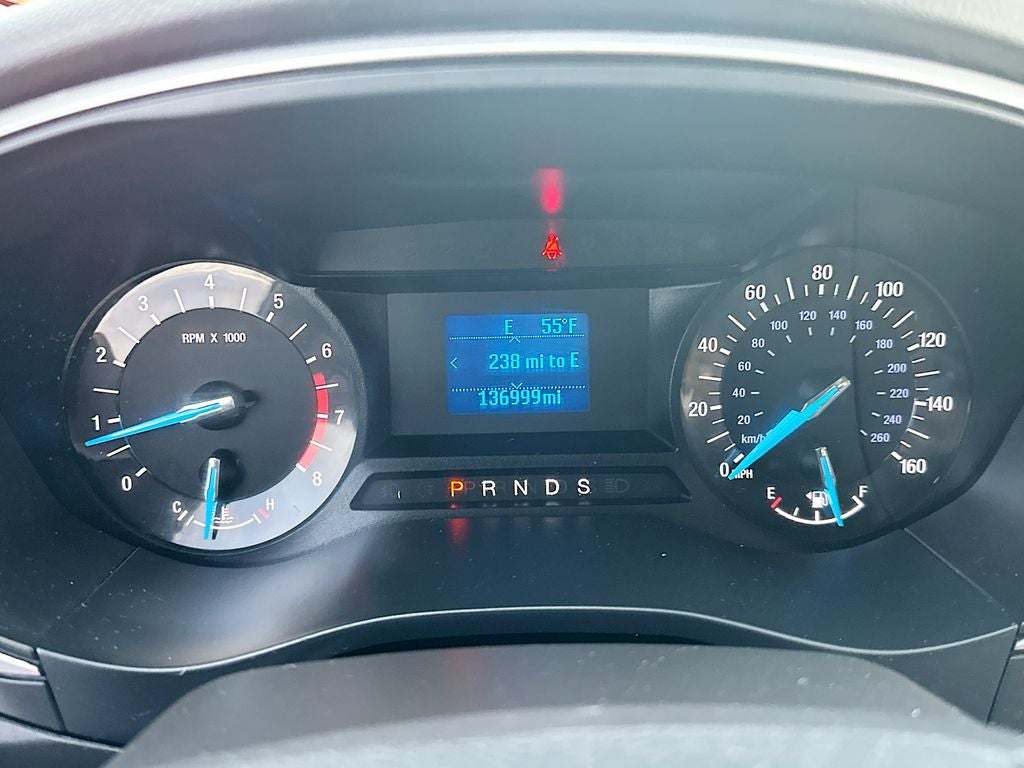 E 55°F
238 mi to E
136999mi
RPM X 1000
0 1 2 3 4 5 6 7 8
C H
P R N D S
0 20 40 60 80 100 120 140 160
20 40 60 80 100 120 140 160 180 200 220 240 260
km/h
MPH
E F